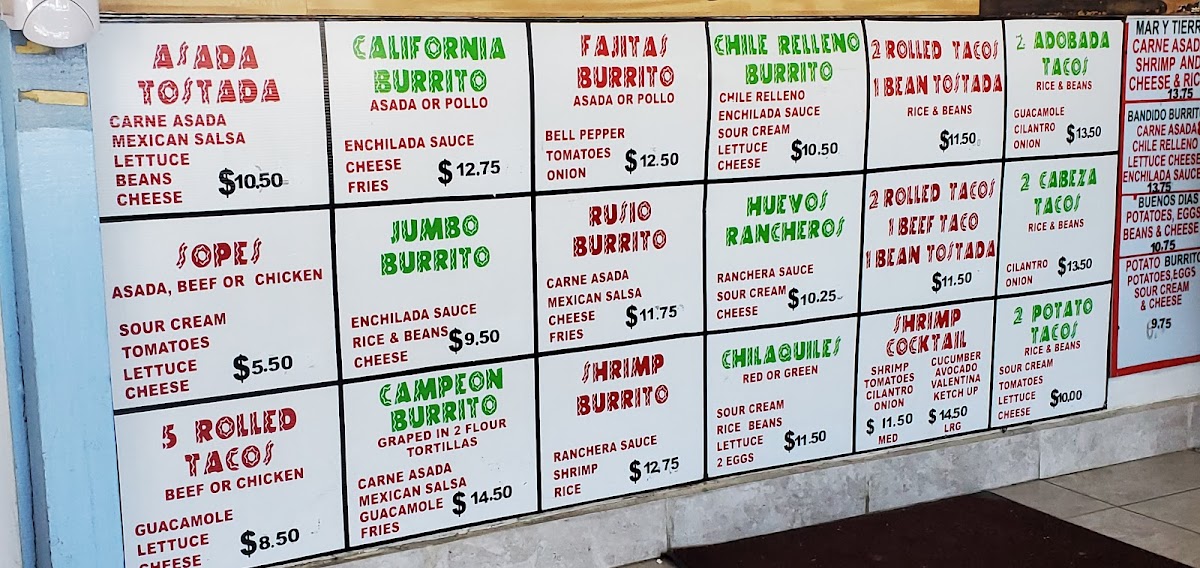 ASADA
TOSTADA
CARNE ASADA
MEXICAN SALSA
LETTUCE
BEANS
CHEESE
$10.50
CALIFORNIA
BURRITO
ASADA OR POLLO
ENCHILADA SAUCE
CHEESE
FRIES
$12.75
FAJITAS
BURRITO
ASADA OR POLLO
BELL PEPPER
TOMATOES
ONION
$12.50
CHILE RELLENO
BURRITO
CHILE RELLENO
ENCHILADA SAUCE
SOUR CREAM
LETTUCE
CHEESE
$10.50
2 ROLLED TACOS
1 BEAN TOSTADA
RICE & BEANS
$11.50
2 ADOBADA
TACOS
RICE & BEANS
GUACAMOLE
CILANTRO
ONION
$13.50
SOPES
ASADA, BEEF OR CHICKEN
SOUR CREAM
TOMATOES
LETTUCE
CHEESE
$5.50
JUMBO
BURRITO
ENCHILADA SAUCE
RICE & BEANS
CHEESE
$9.50
RUSIO
BURRITO
CARNE ASADA
MEXICAN SALSA
CHEESE
FRIES
$11.75
HUEVOS
RANCHEROS
RANCHERA SAUCE
SOUR CREAM
CHEESE
$10.25
2 ROLLED TACOS
1 BEEF TACO
1 BEAN TOSTADA
$11.50
2 CABEZA
TACOS
RICE & BEANS
CILANTRO
ONION
$13.50
5 ROLLED
TACOS
BEEF OR CHICKEN
GUACAMOLE
LETTUCE
CHEESE
$8.50
CAMPEON
BURRITO
GRAPED IN 2 FLOUR
TORTILLAS
CARNE ASADA
MEXICAN SALSA
GUACAMOLE
FRIES
$14.50
SHRIMP
BURRITO
RANCHERA SAUCE
SHRIMP
RICE
$12.75
CHILAQUILES
RED OR GREEN
SOUR CREAM
RICE BEANS
LETTUCE
2 EGGS
$11.50
SHRIMP
COCKTAIL
SHRIMP
TOMATOES
CILANTRO
ONION
$ 11.50
MED
CUCUMBER
AVOCADO
VALENTINA
KETCH UP
$ 14.50
LRG
2 POTATO
TACOS
RICE & BEANS
SOUR CREAM
TOMATOES
LETTUCE
CHEESE
$10.00
MAR Y TIERR
CARNE ASAD
SHRIMP AND
CHEESE & RIC
13.75
BANDIDO BURRIT
CARNE ASADA
CHILE RELLENO
LETTUCE CHEESE
ENCHILADA SAUCE
13.75
BUENOS DIAS
POTATOES, EGGS
BEANS & CHEESE
10.75
POTATO BURRITO
POTATOES, EGGS
SOUR CREAM
& CHEESE
9.75